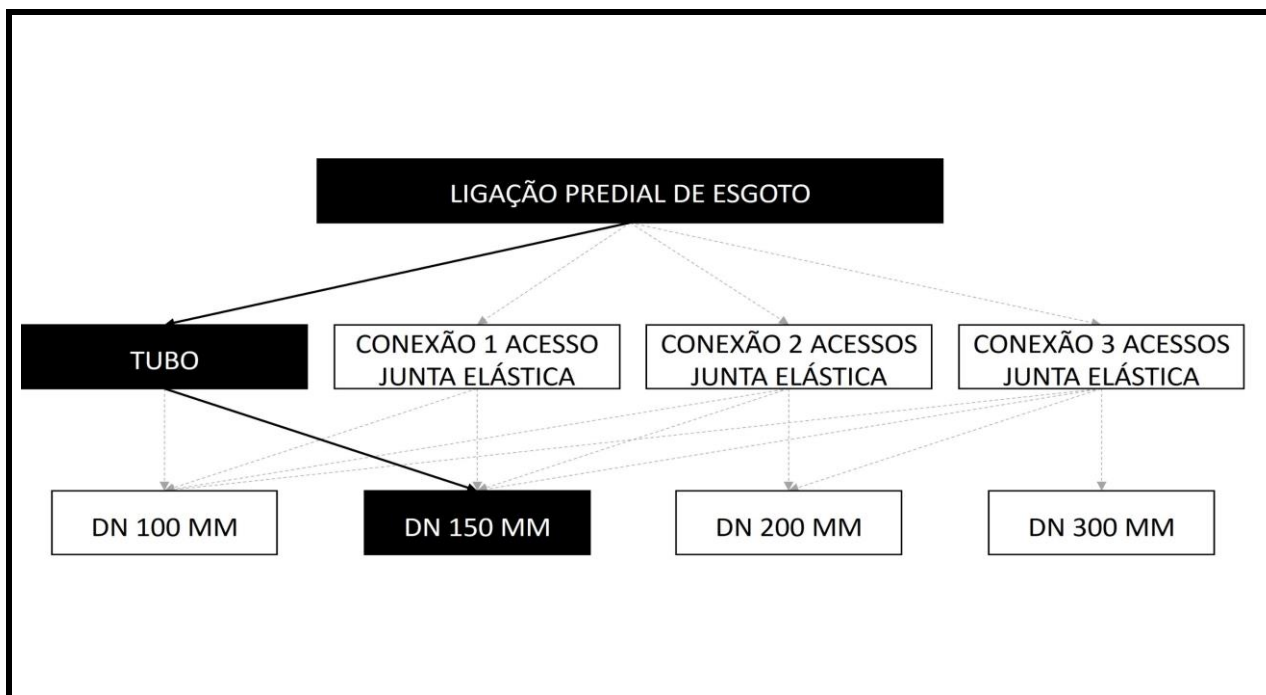 LIGAÇÃO PREDIAL DE ESGOTO
TUBO
CONEXÃO 1 ACESSO
JUNTA ELÁSTICA
CONEXÃO 2 ACESSOS
JUNTA ELÁSTICA
CONEXÃO 3 ACESSOS
JUNTA ELÁSTICA
DN 100 MM
DN 150 MM
DN 200 MM
DN 300 MM